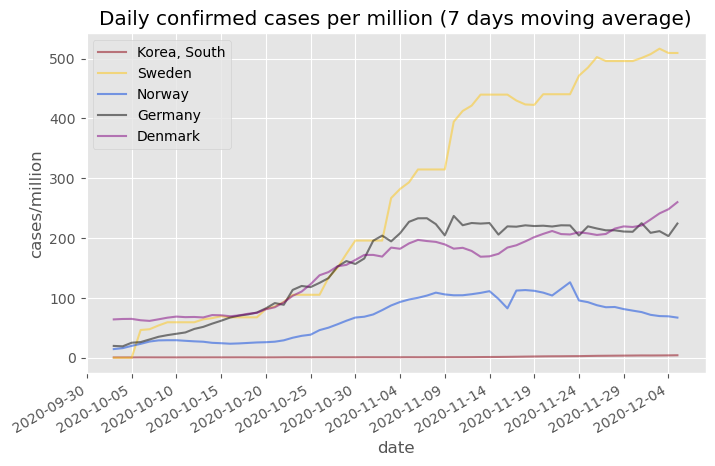 Daily confirmed cases per million (7 days moving average)
Korea, South
Sweden
Norway
Germany
Denmark
cases/million
500
400
300
200
100
0
2020-09-30
2020-10-05
2020-10-10
2020-10-15
2020-10-20
2020-10-25
2020-10-30
2020-11-04
2020-11-09
2020-11-14
2020-11-19
2020-11-24
2020-11-29
2020-12-04
date